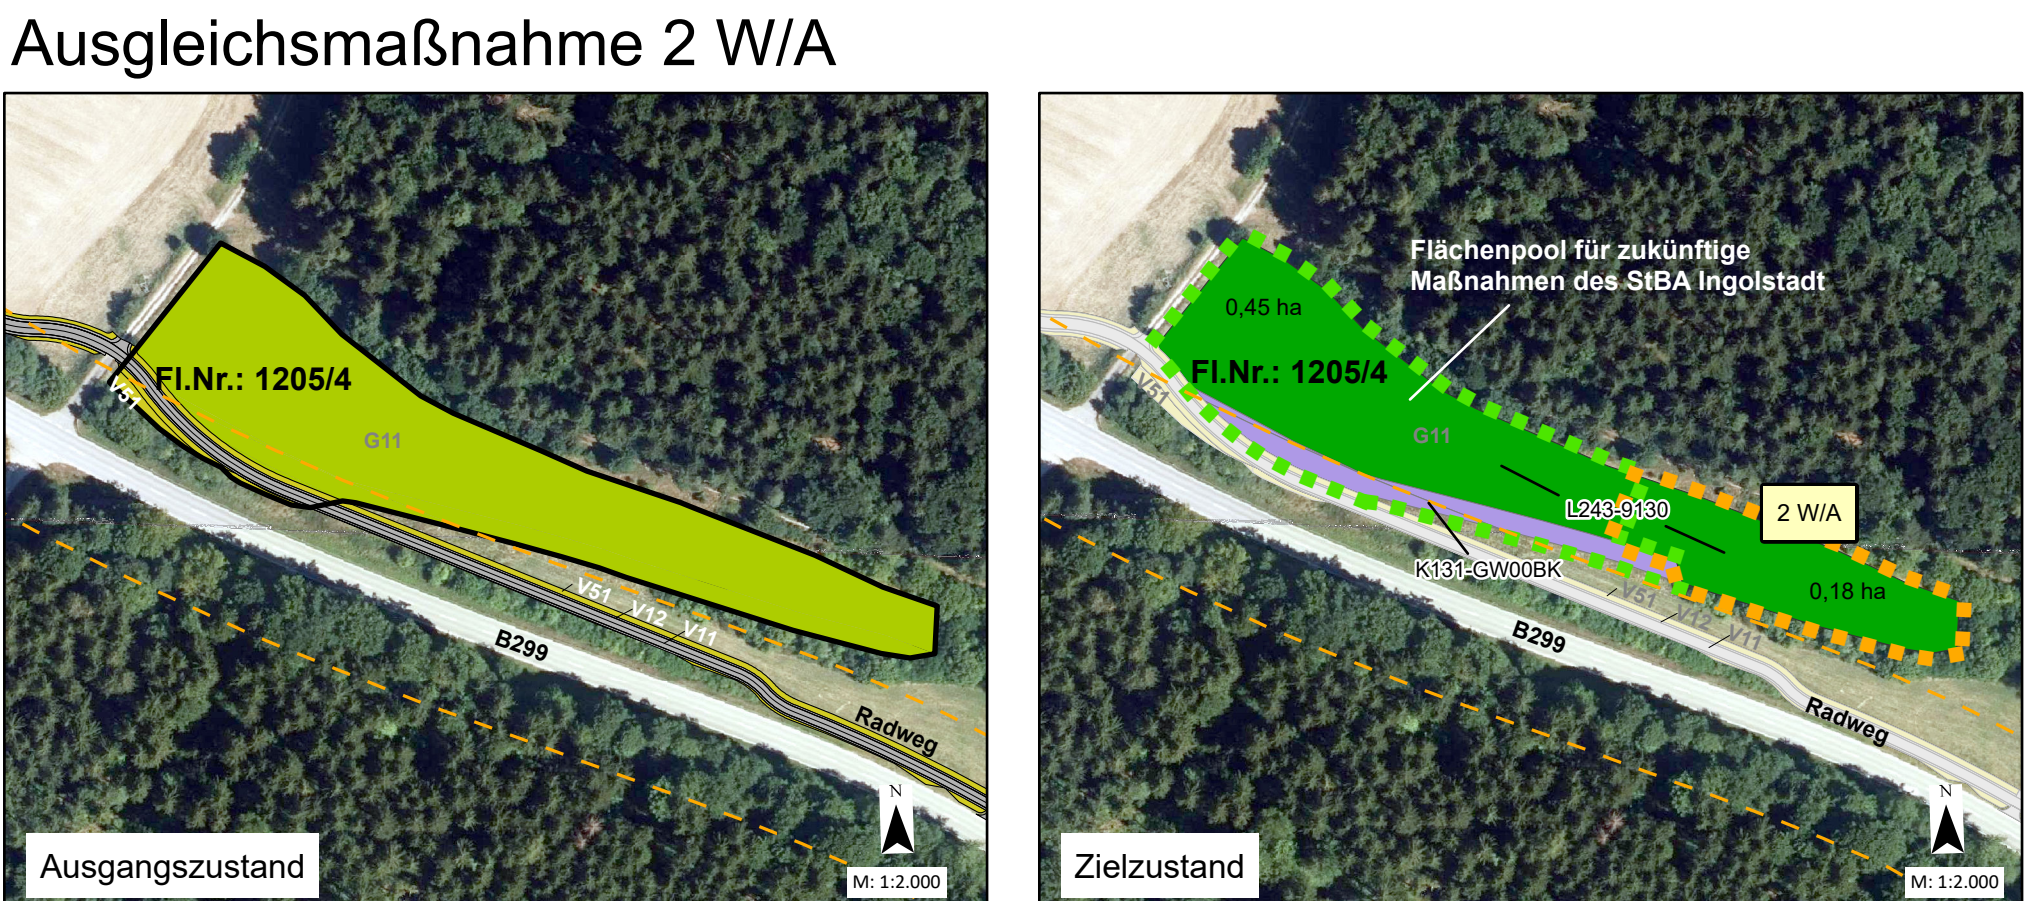 Ausgleichsmaßnahme 2 W/A
Fl.Nr.: 1205/4
V51
G11
V51
V12
V11
B299
Radweg
Ausgangszustand
N
M: 1:2.000
Flächenpool für zukünftige
Maßnahmen des StBA Ingolstadt
0,45 ha
Fl.Nr.: 1205/4
V51
G11
L243-9130
2 W/A
K131-GW00BK
0,18 ha
V51
V12
V11
B299
Radweg
Zielzustand
N
M: 1:2.000